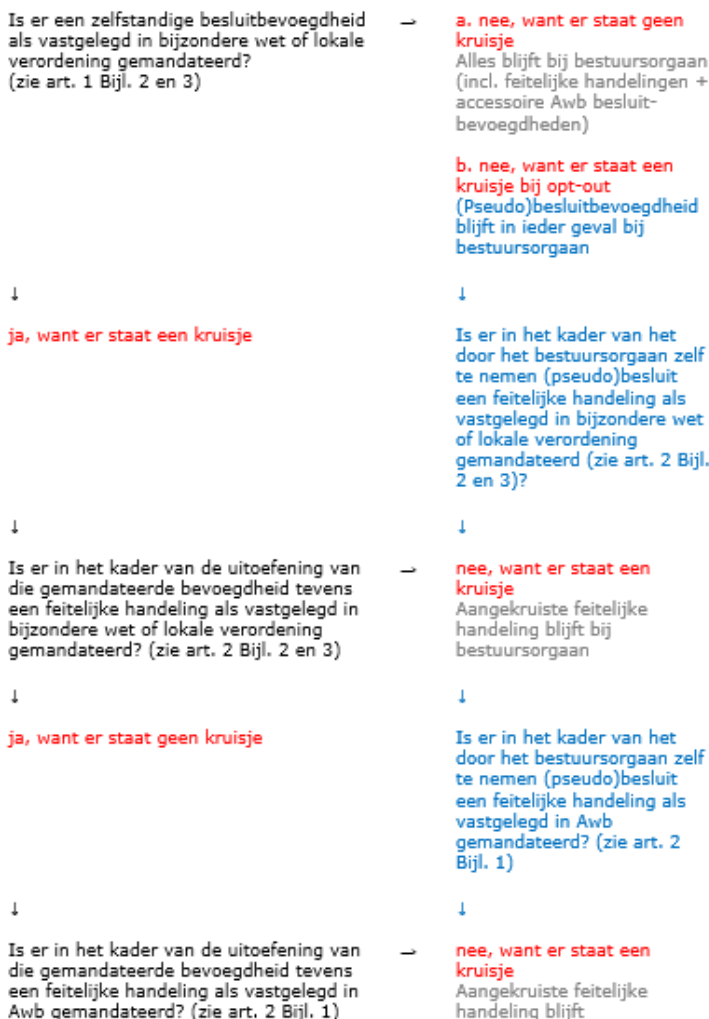 Is er een zelfstandige besluitbevoegdheid
als vastgelegd in bijzondere wet of lokale
verordening gemandateerd?
(zie art. 1 Bijl. 2 en 3)
→
a. nee, want er staat geen
kruisje
Alles blijft bij bestuursorgaan
(incl. feitelijke handelingen +
accessoire Awb besluit-
bevoegdheden)
b. nee, want er staat een
kruisje bij opt-out
(Pseudo)besluitbevoegdheid
blijft in ieder geval bij
bestuursorgaan
↓
↓
ja, want er staat een kruisje
Is er in het kader van het
door het bestuursorgaan zelf
te nemen (pseudo)besluit
een feitelijke handeling als
vastgelegd in bijzondere wet
of lokale verordening
gemandateerd (zie art. 2 Bijl.
2 en 3)?
↓
↓
Is er in het kader van de uitoefening van
die gemandateerde bevoegdheid tevens
een feitelijke handeling als vastgelegd in
bijzondere wet of lokale verordening
gemandateerd? (zie art. 2 Bijl. 2 en 3)
→
nee, want er staat een
kruisje
Aangekruiste feitelijke
handeling blijft bij
bestuursorgaan
↓
↓
ja, want er staat geen kruisje
Is er in het kader van het
door het bestuursorgaan zelf
te nemen (pseudo)besluit
een feitelijke handeling als
vastgelegd in Awb
gemandateerd? (zie art. 2
Bijl. 1)
↓
↓
Is er in het kader van de uitoefening van
die gemandateerde bevoegdheid tevens
een feitelijke handeling als vastgelegd in
Awb gemandateerd? (zie art. 2 Bijl. 1)
→
nee, want er staat een
kruisje
Aangekruiste feitelijke
handeling blijft